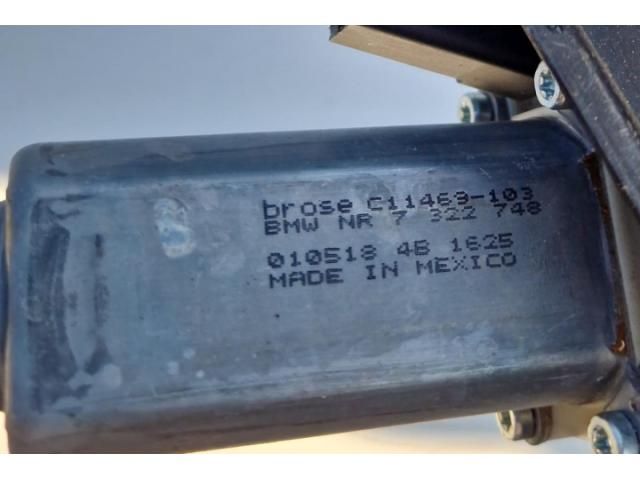 brose C11469-103
BMW NR 7 322 748
010518 4B 1625
MADE IN MEXICO